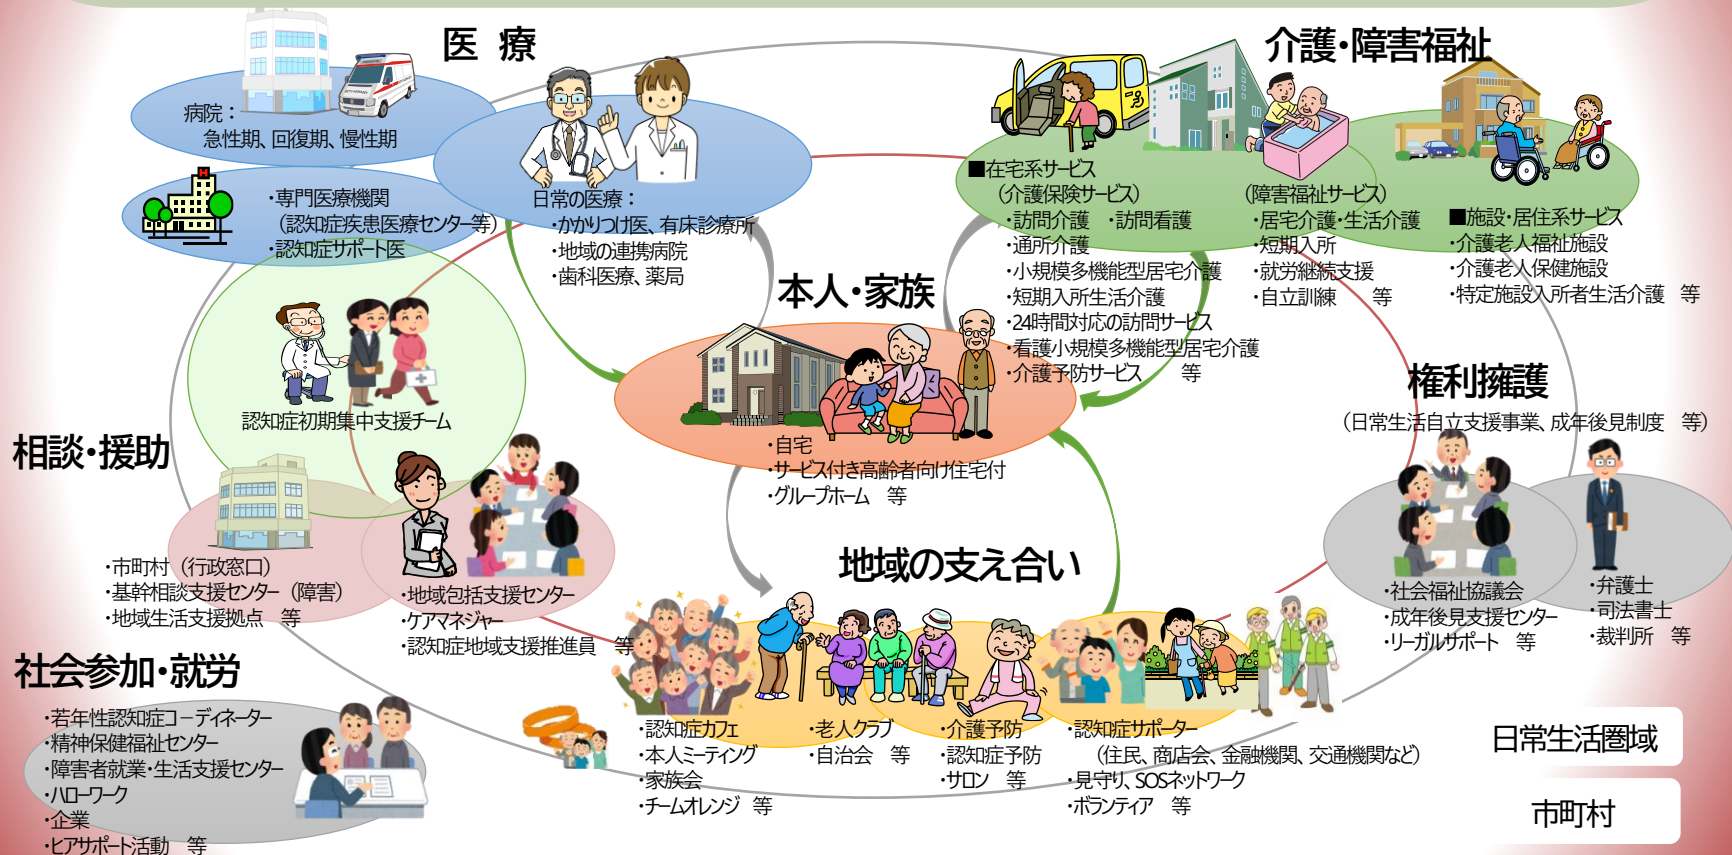 医 療
病院：
急性期、回復期、慢性期
・専門医療機関
（認知症疾患医療センター等）
・認知症サポート医
日常の医療：
・かかりつけ医、有床診療所
・地域の連携病院
・歯科医療、薬局
介護・障害福祉
■在宅系サービス
（介護保険サービス）
・訪問介護 ・訪問看護
・通所介護
・小規模多機能型居宅介護
・短期入所生活介護
・24時間対応の訪問サービス
・看護小規模多機能型居宅介護
・介護予防サービス 等
（障害福祉サービス）
・居宅介護・生活介護
・短期入所
・就労継続支援
・自立訓練 等
■施設・居住系サービス
・介護老人福祉施設
・介護老人保健施設
・特定施設入所者生活介護 等
本人・家族
・自宅
・サービス付き高齢者向け住宅付
・グループホーム 等
認知症初期集中支援チーム
相談・援助
・市町村（行政窓口）
・基幹相談支援センター（障害）
・地域生活支援拠点 等
・地域包括支援センター
・ケアマネジャー
・認知症地域支援推進員 等
権利擁護
（日常生活自立支援事業、成年後見制度 等）
・社会福祉協議会
・成年後見支援センター
・リーガルサポート 等
・弁護士
・司法書士
・裁判所 等
地域の支え合い
・認知症カフェ
・本人ミーティング
・家族会
・チームオレンジ 等
・老人クラブ
・自治会 等
・介護予防
・認知症予防
・サロン 等
・認知症サポーター
（住民、商店会、金融機関、交通機関など）
・見守り、SOSネットワーク
・ボランティア 等
社会参加・就労
・若年性認知症コーディネーター
・精神保健福祉センター
・障害者就業・生活支援センター
・ハローワーク
・企業
・ピアサポート活動 等
日常生活圏域
市町村
H